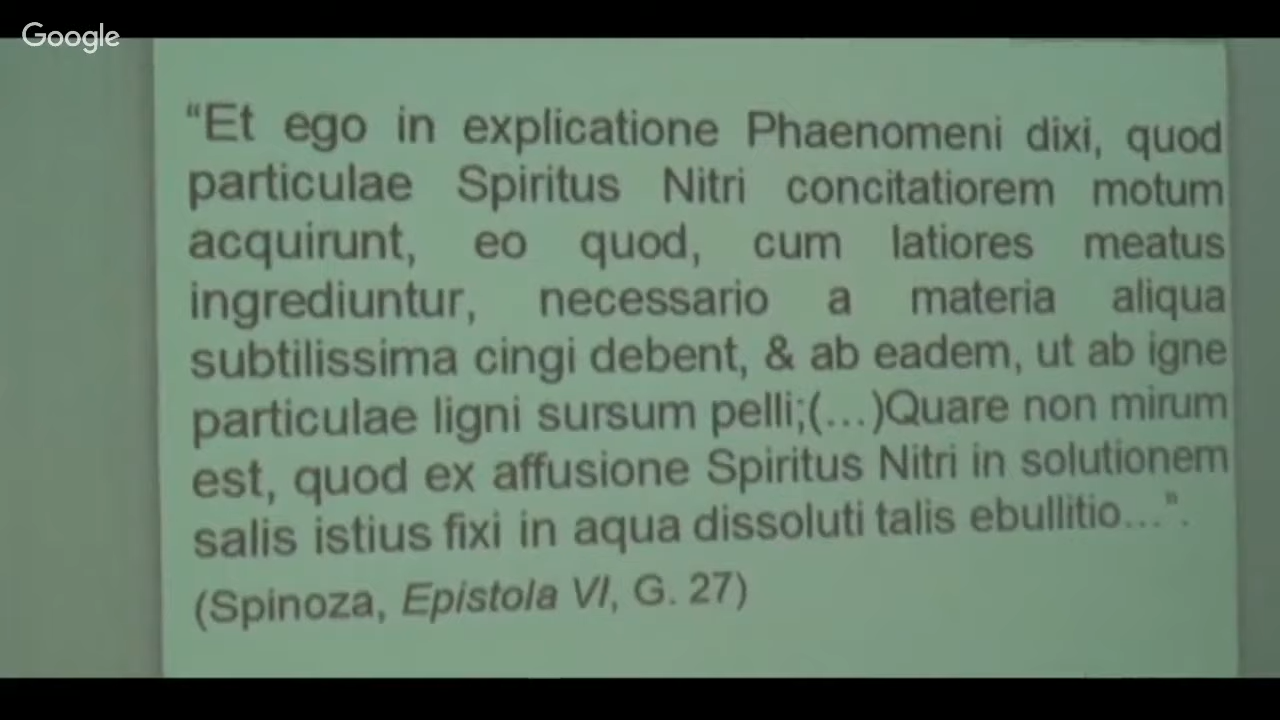 Google
“Et ego in explicatione Phaenomeni dixi, quod
particulae Spiritus Nitri concitatiorem motum
acquirunt, eo quod, cum latiores meatus
ingrediuntur, necessario a materia aliqua
subtilissima cingi debent, & ab eadem, ut ab igne
particulae ligni sursum pelli;(...)Quare non mirum
est, quod ex affusione Spiritus Nitri in solutionem
salis istius fixi in aqua dissoluti talis ebullitio...”.
(Spinoza, Epistola VI, G. 27)